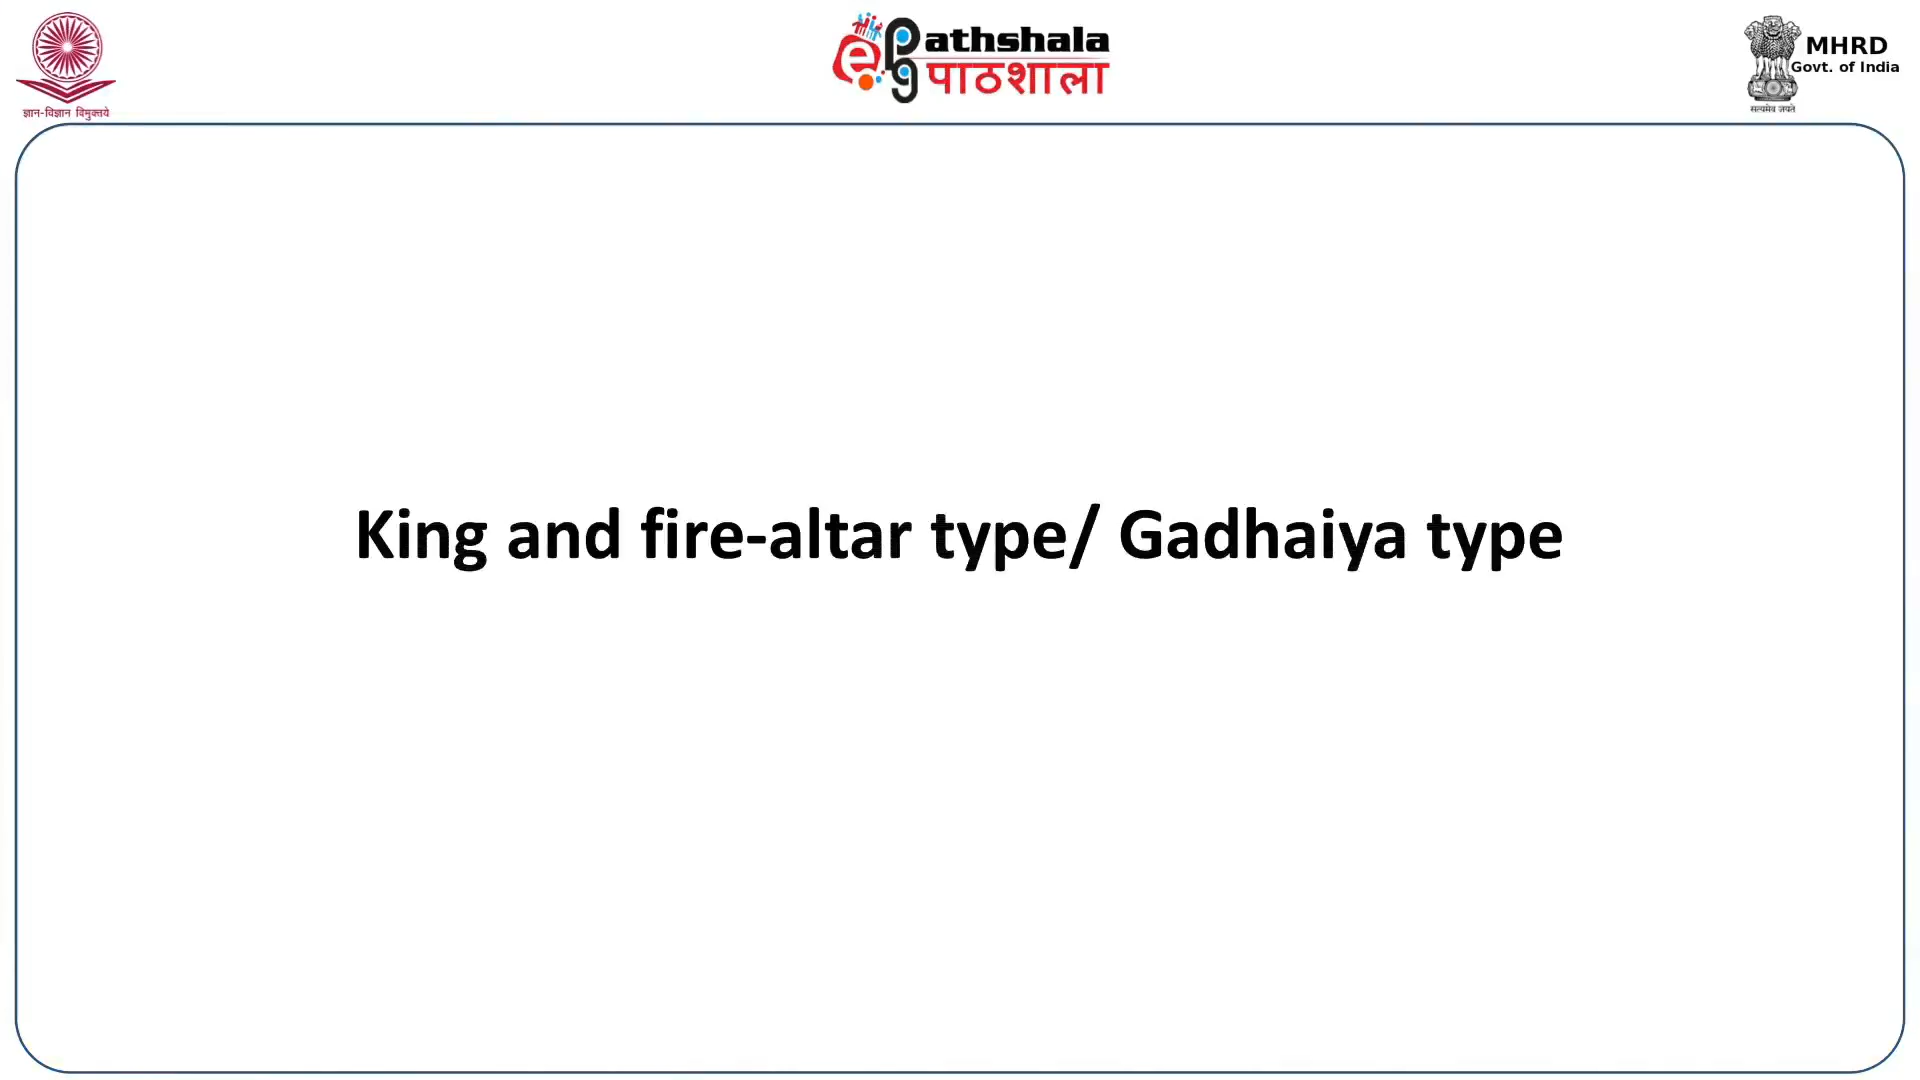 ज्ञान-विज्ञान विमुक्तये
ePathshala
पाठशाला
MHRD
Govt. of India
सत्यमेव जयते
King and fire-altar type/ Gadhaiya type